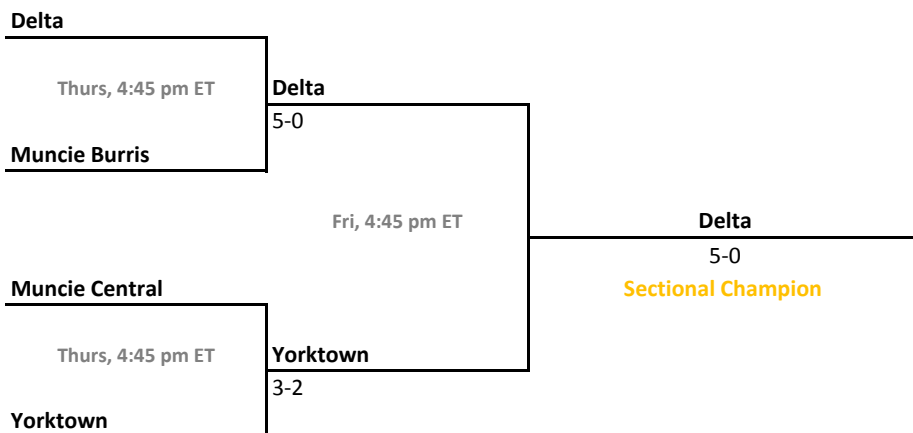 Delta
Thurs, 4:45 pm ET
Delta
5-0
Muncie Burris
Fri, 4:45 pm ET
Delta
5-0
Sectional Champion
Muncie Central
Thurs, 4:45 pm ET
Yorktown
3-2
Yorktown